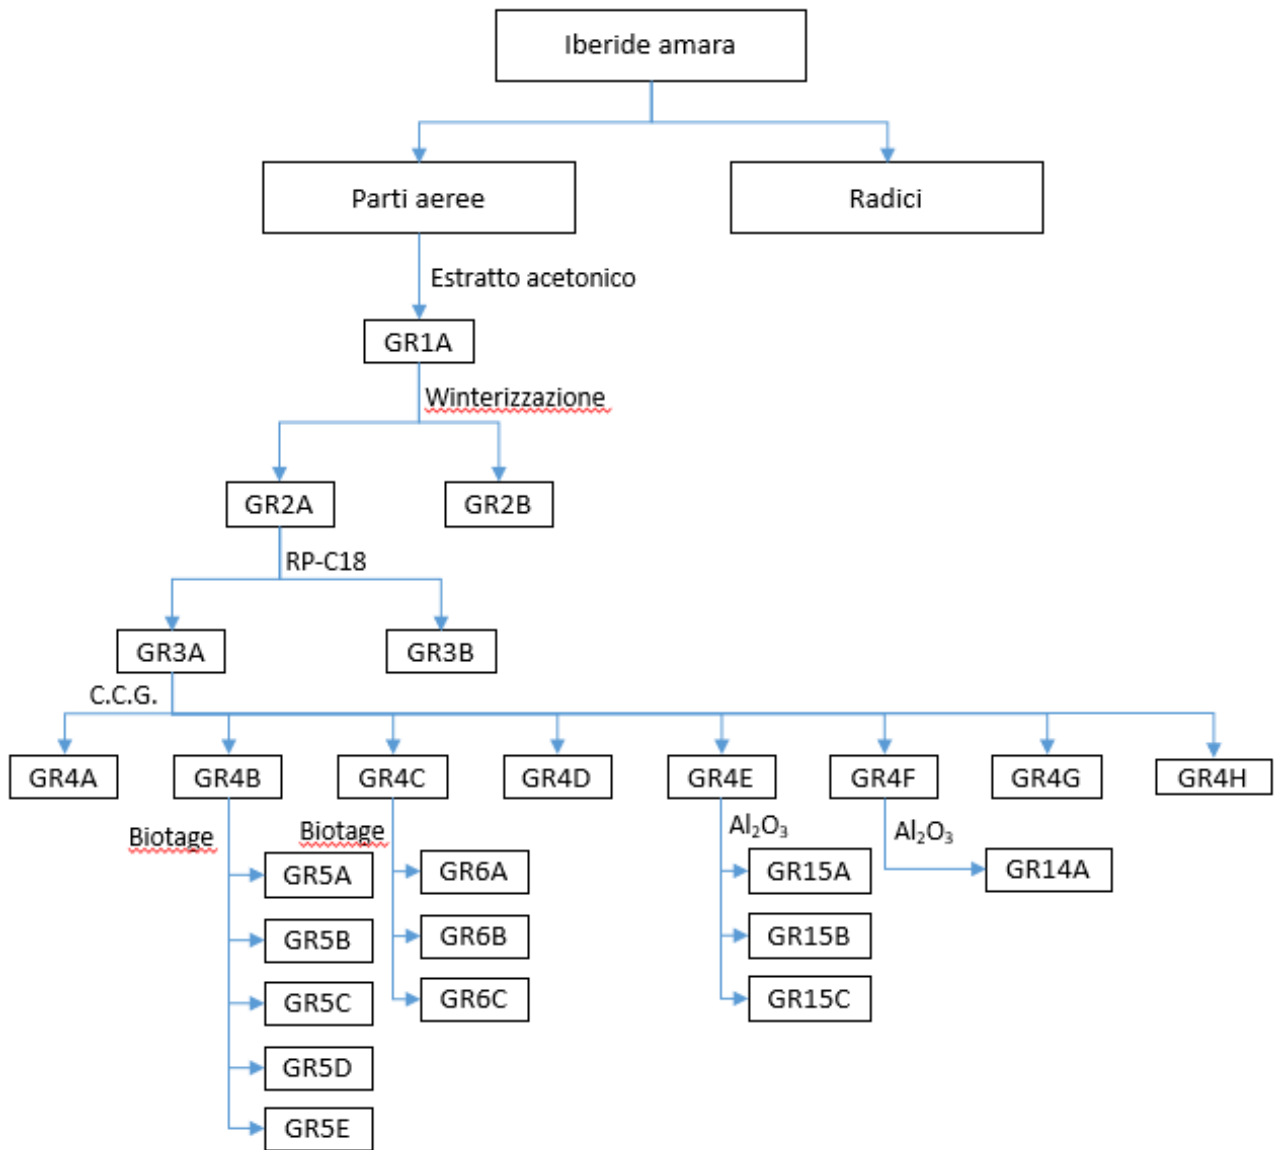 Iberide amara
Parti aeree
Radici
Estratto acetonico
GR1A
Winterizzazione
GR2A
GR2B
RP-C18
GR3A
GR3B
C.C.G.
GR4A
GR4B
GR4C
GR4D
GR4E
GR4F
GR4G
GR4H
Biotage
Biotage
Al₂O₃
Al₂O₃
GR5A
GR6A
GR15A
GR14A
GR5B
GR6B
GR15B
GR5C
GR6C
GR15C
GR5D
GR5E